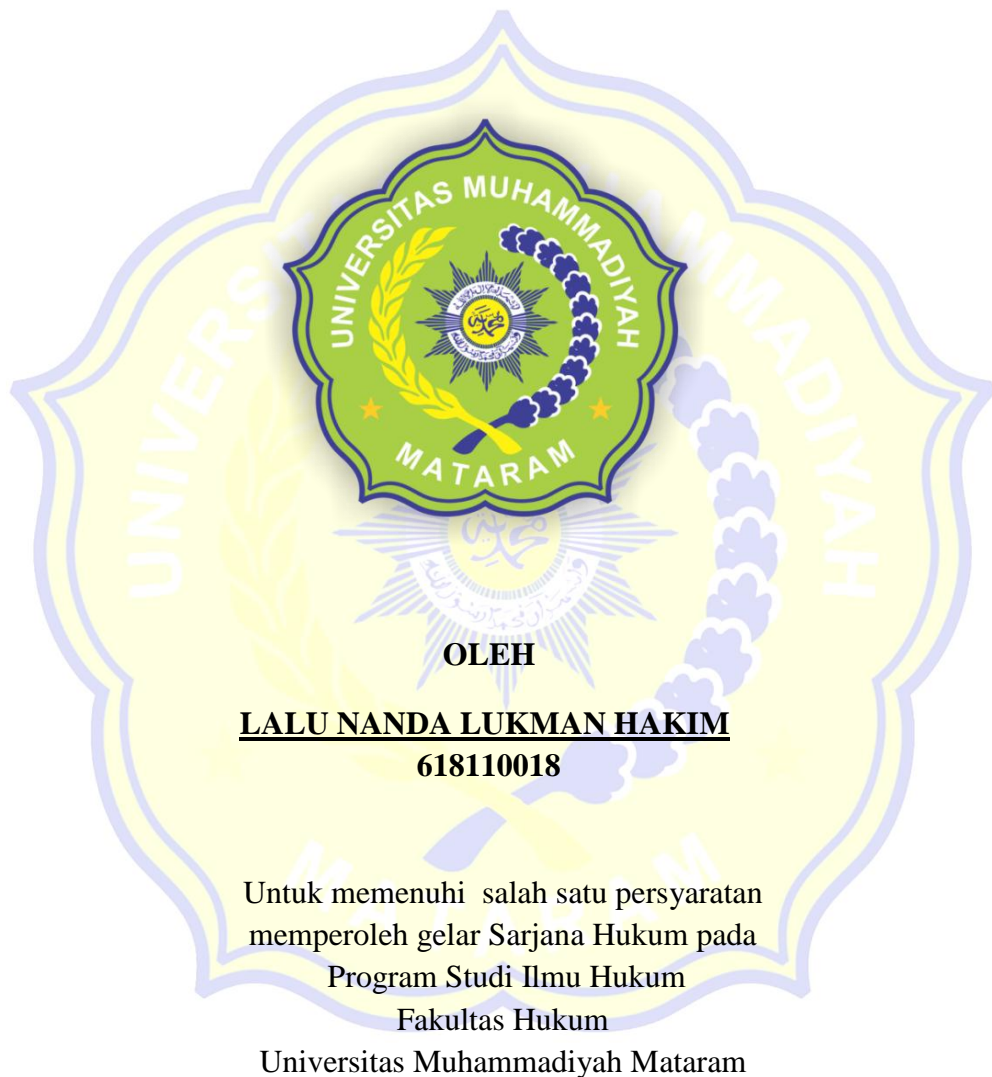 UNIVERSITAS MUHAMMADIYAH
MATARAM
OLEH
LALU NANDA LUKMAN HAKIM
618110018
Untuk memenuhi salah satu persyaratan
memperoleh gelar Sarjana Hukum pada
Program Studi Ilmu Hukum
Fakultas Hukum
Universitas Muhammadiyah Mataram